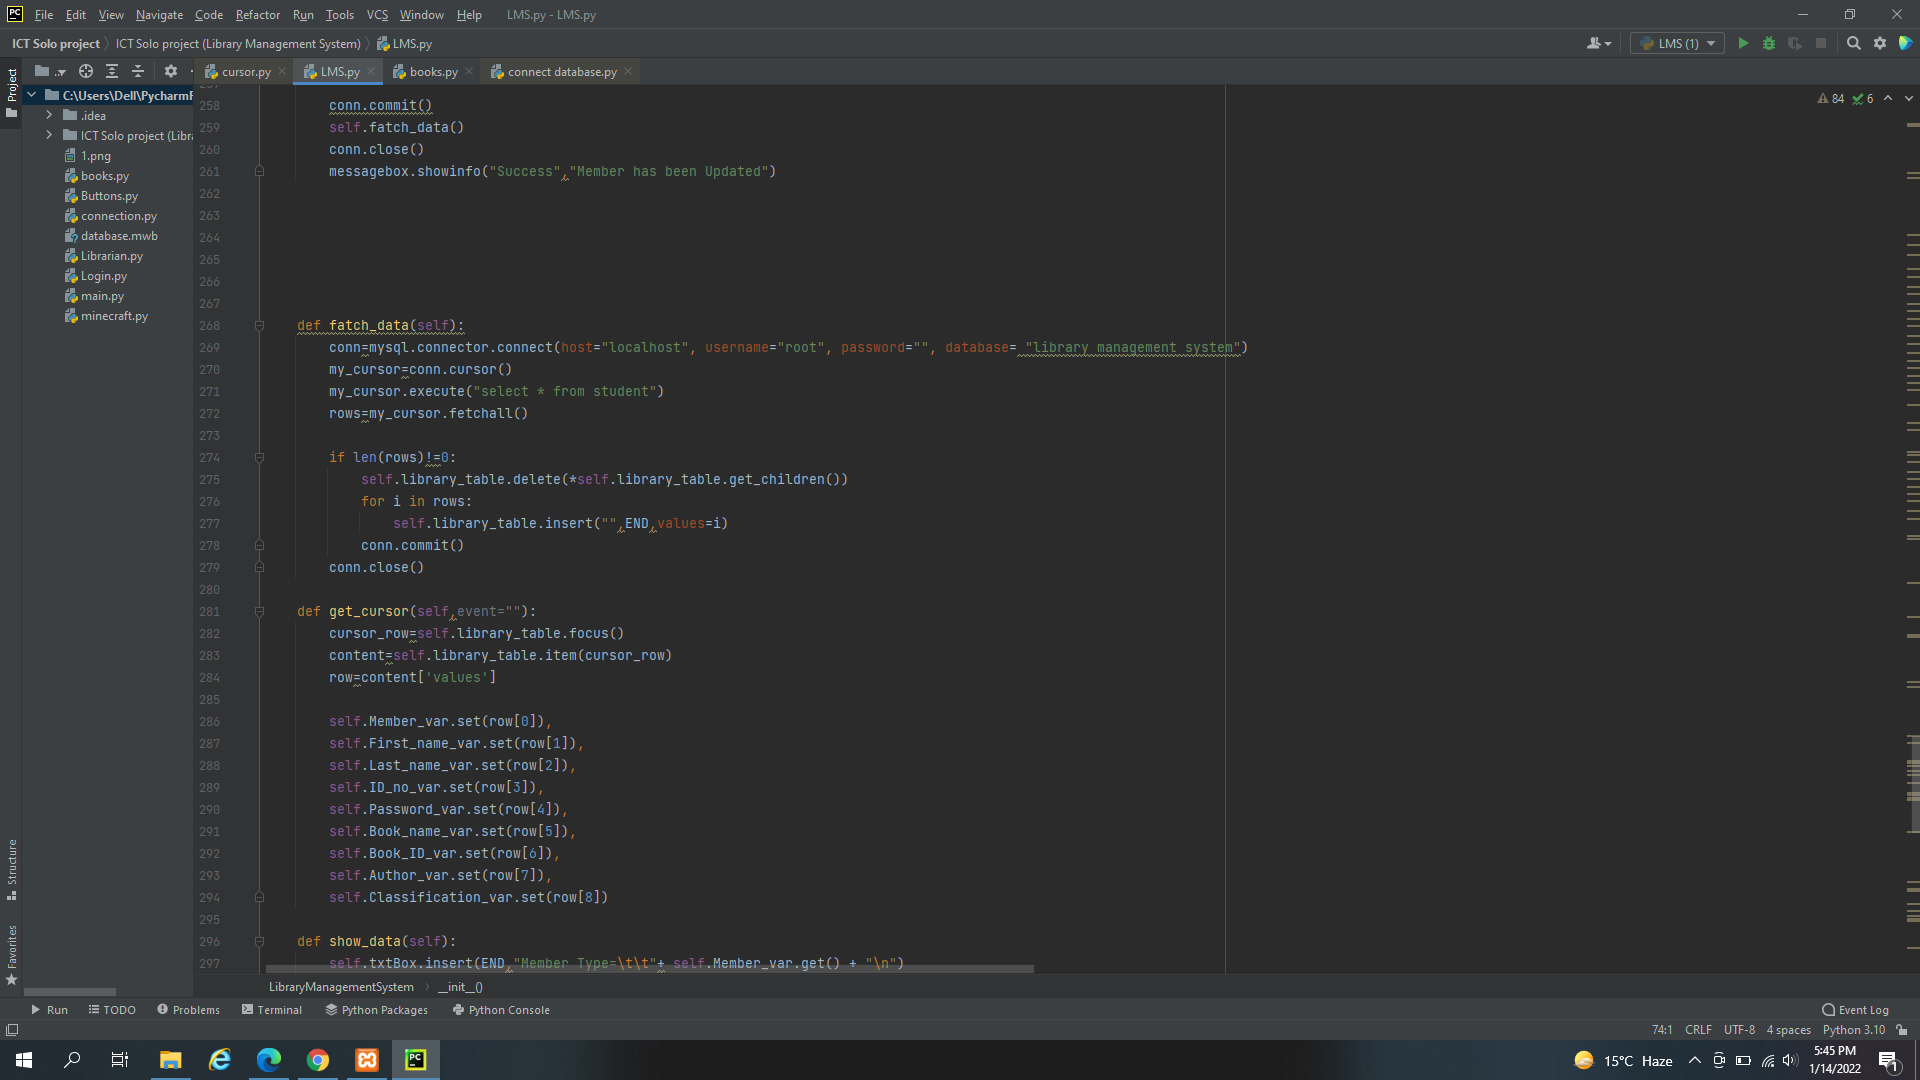 PC File Edit View Navigate Code Refactor Run Tools VCS Window Help LMS.py - LMS.py
ICT Solo project ICT Solo project (Library Management System) LMS.py LMS (1)
Project .. cursor.py LMS.py books.py connect database.py
C:\Users\Dell\Pycharm
.idea
ICT Solo project (Libr
1.png
books.py
Buttons.py
connection.py
database.mwb
Librarian.py
Login.py
main.py
minecraft.py
84 6
257
258 conn.commit()
259 self.fatch_data()
260 conn.close()
261 messagebox.showinfo("Success","Member has been Updated")
262
263
264
265
266
267
268 def fatch_data(self):
269 conn=mysql.connector.connect(host="localhost", username="root", password="", database= "library management system")
270 my_cursor=conn.cursor()
271 my_cursor.execute("select * from student")
272 rows=my_cursor.fetchall()
273
274 if len(rows)!=0:
275 self.library_table.delete(*self.library_table.get_children())
276 for i in rows:
277 self.library_table.insert("",END,values=i)
278 conn.commit()
279 conn.close()
280
281 def get_cursor(self,event=""):
282 cursor_row=self.library_table.focus()
283 content=self.library_table.item(cursor_row)
284 row=content['values']
285
286 self.Member_var.set(row[0]),
287 self.First_name_var.set(row[1]),
288 self.Last_name_var.set(row[2]),
289 self.ID_no_var.set(row[3]),
290 self.Password_var.set(row[4]),
291 self.Book_name_var.set(row[5]),
292 self.Book_ID_var.set(row[6]),
293 self.Author_var.set(row[7]),
294 self.Classification_var.set(row[8])
295
296 def show_data(self):
297 self.txtBox.insert(END,"Member Type=\t\t"+ self.Member_var.get() + "\n")
Structure
Favorites
LibraryManagementSystem __init__()
Run TODO Problems Terminal Python Packages Python Console Event Log
74:1 CRLF UTF-8 4 spaces Python 3.10
PC 15°C Haze 5:45 PM
1/14/2022 1